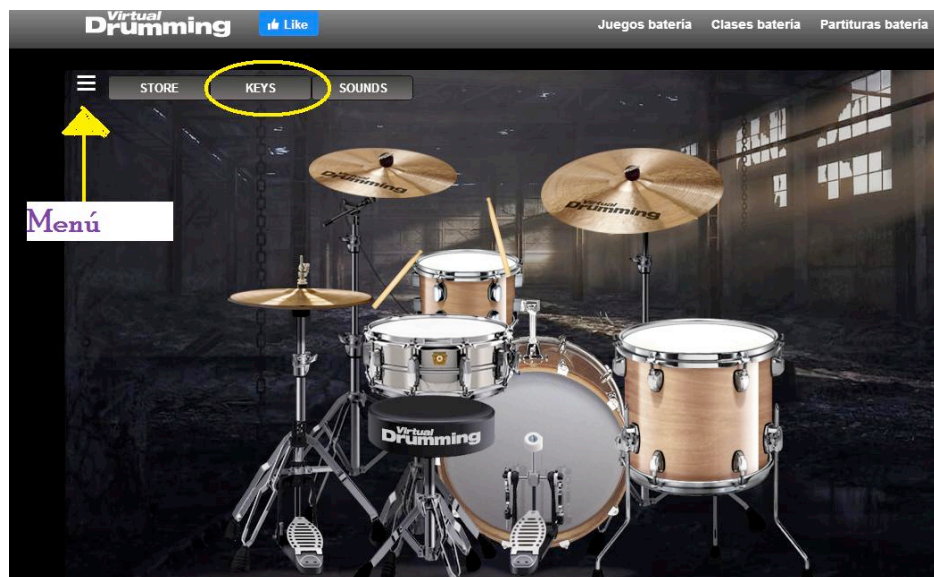 Virtual
Drumming
Like
Juegos batería Clases batería Partituras batería
STORE KEYS SOUNDS
Menú
Virtual
Drumming
Virtual
Drumming
Virtual
Drumming